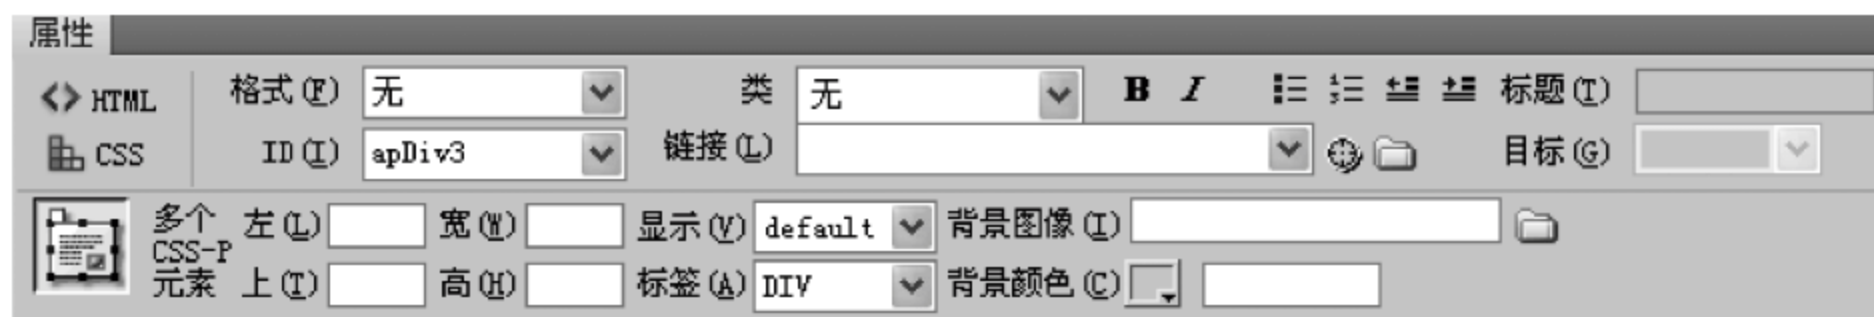 属性
<> HTML 格式(F) 无 类 无 B I 标题(T)
CSS ID(I) apDiv3 链接(L) 目标(G)
多个 CSS-P 元素 左(L) 宽(W) 显示(V) default 背景图像(I)
上(T) 高(H) 标签(A) DIV 背景颜色(C)